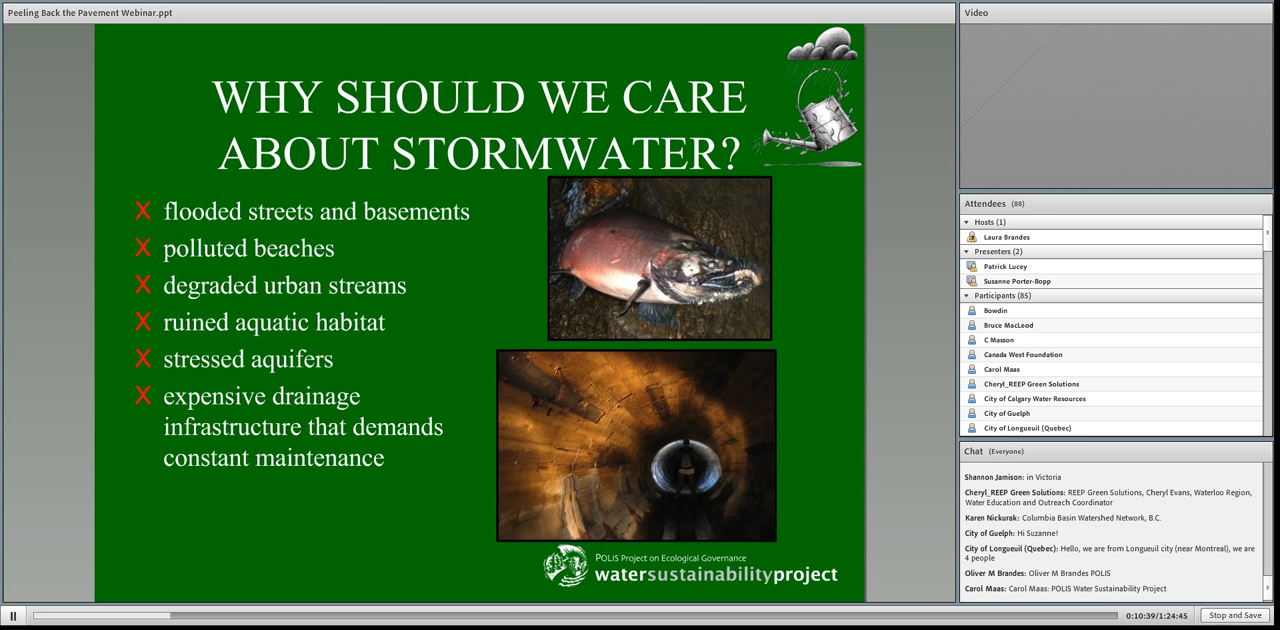 Peeling Back the Pavement Webinar.ppt
WHY SHOULD WE CARE
ABOUT STORMWATER?
X flooded streets and basements
X polluted beaches
X degraded urban streams
X ruined aquatic habitat
X stressed aquifers
X expensive drainage
infrastructure that demands
constant maintenance
POLIS Project on Ecological Governance
watersustainabilityproject
Video
Attendees (88)
Hosts (1)
Laura Brandes
Presenters (2)
Patrick Lucey
Susanne Porter-Bopp
Participants (85)
Bowdin
Bruce MacLeod
C Masson
Canada West Foundation
Carol Maas
Cheryl_REEP Green Solutions
City of Calgary Water Resources
City of Guelph
City of Longueuil (Quebec)
Chat (Everyone)
Shannon Jamison: in Victoria
Cheryl_REEP Green Solutions: REEP Green Solutions, Cheryl Evans, Waterloo Region,
Water Education and Outreach Coordinator
Karen Nickurak: Columbia Basin Watershed Network, B.C.
City of Guelph: Hi Suzanne!
City of Longueuil (Quebec): Hello, we are from Longueuil city (near Montreal), we are
4 people
Oliver M Brandes: Oliver M Brandes POLIS
Carol Maas: Carol Maas: POLIS Water Sustainability Project
0:10:39/1:24:45
Stop and Save